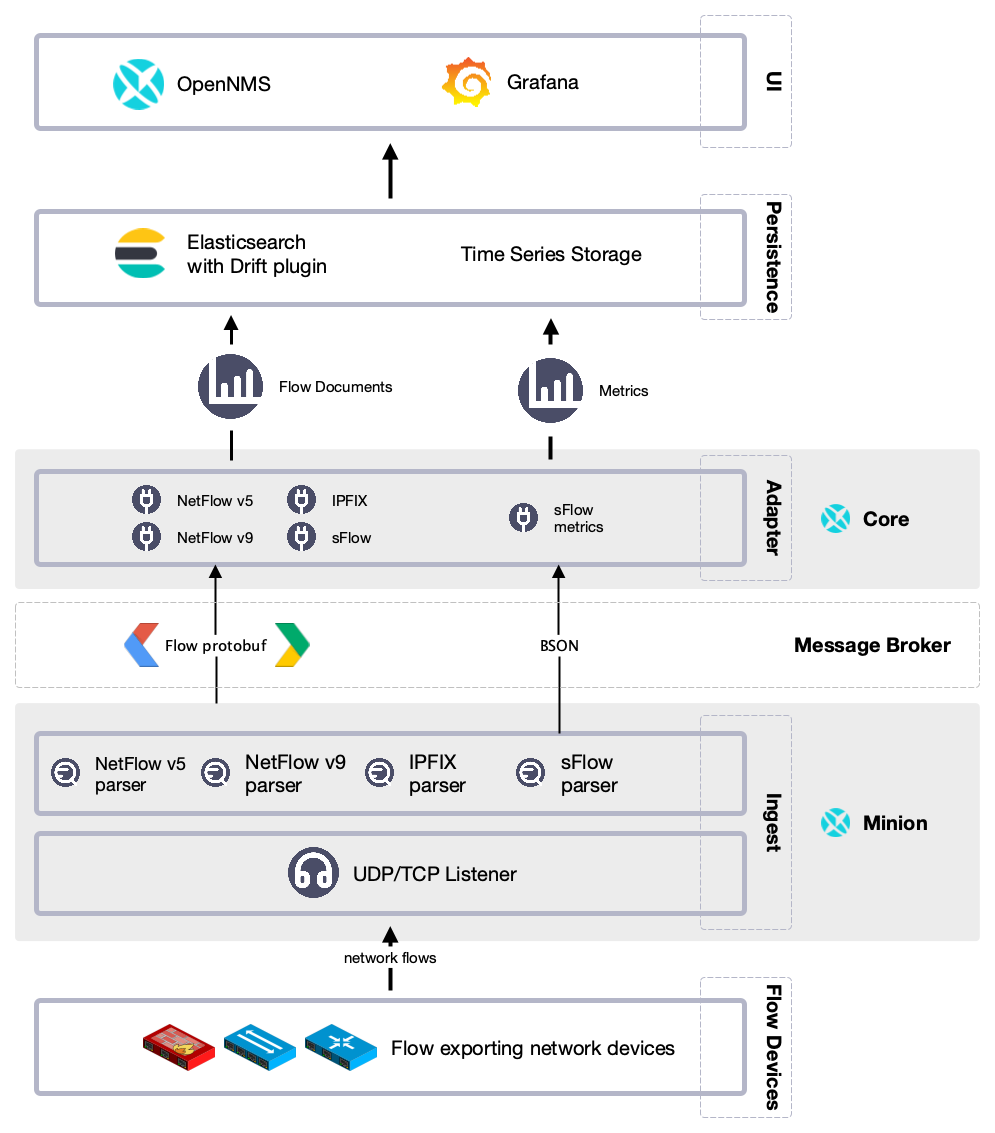 OpenNMS
Grafana
UI
Elasticsearch
with Drift plugin
Time Series Storage
Persistence
Flow Documents
Metrics
NetFlow v5
IPFIX
NetFlow v9
sFlow
sFlow
metrics
Adapter
Core
Flow protobuf
BSON
Message Broker
NetFlow v5
parser
NetFlow v9
parser
IPFIX
parser
sFlow
parser
Ingest
Minion
UDP/TCP Listener
network flows
Flow exporting network devices
Flow Devices